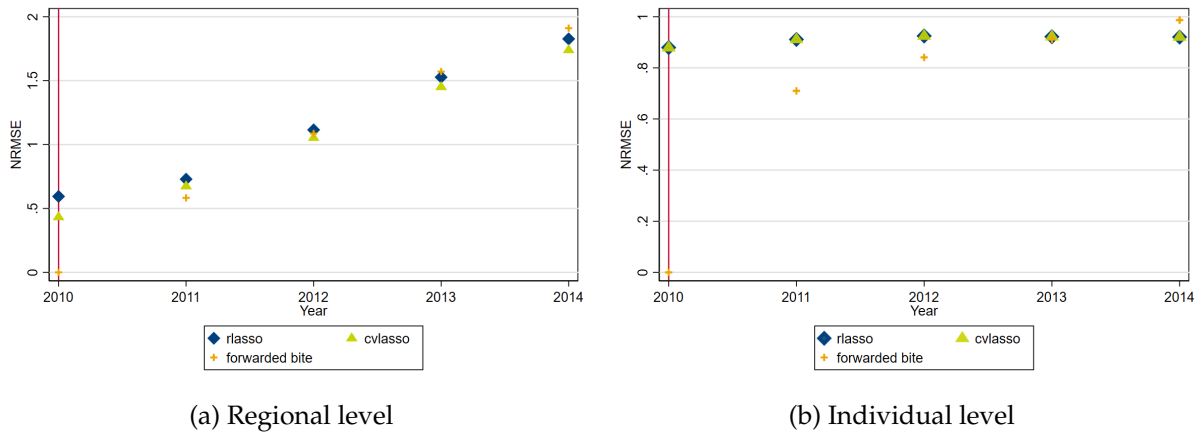 2
1.5
1
.5
0
NRMSE
2010 2011 2012 2013 2014
Year
rlasso cvlasso
forwarded bite
(a) Regional level
1
.8
.6
.4
.2
0
NRMSE
2010 2011 2012 2013 2014
Year
rlasso cvlasso
forwarded bite
(b) Individual level